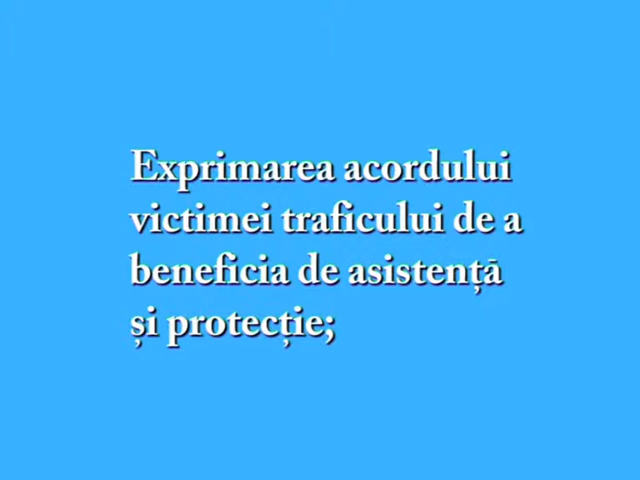 Exprimarea acordului
victimei traficului de a
beneficia de asistență
și protecție;